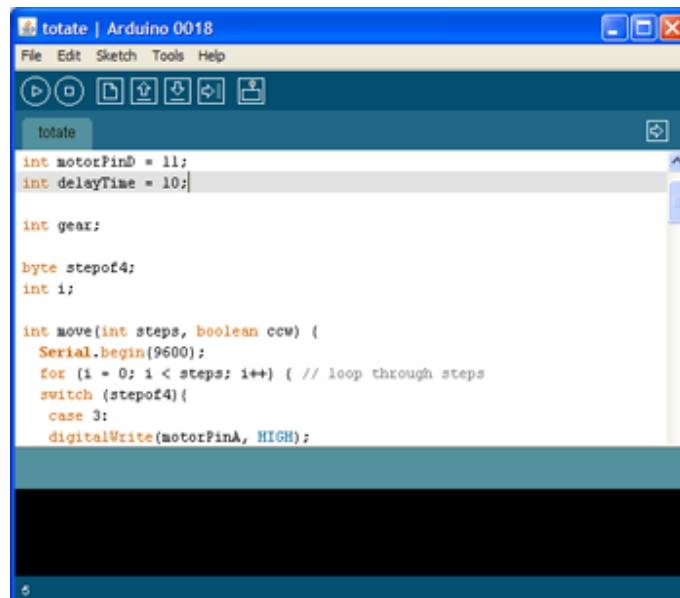 totate | Arduino 0018
File Edit Sketch Tools Help
totate
int motorPinD = 11;
int delayTime = 10;
int gear;
byte stepof4;
int i;
int move(int steps, boolean ccw) {
Serial.begin(9600);
for (i = 0; i < steps; i++) { // loop through steps
switch (stepof4){
case 3:
digitalWrite(motorPinA, HIGH);